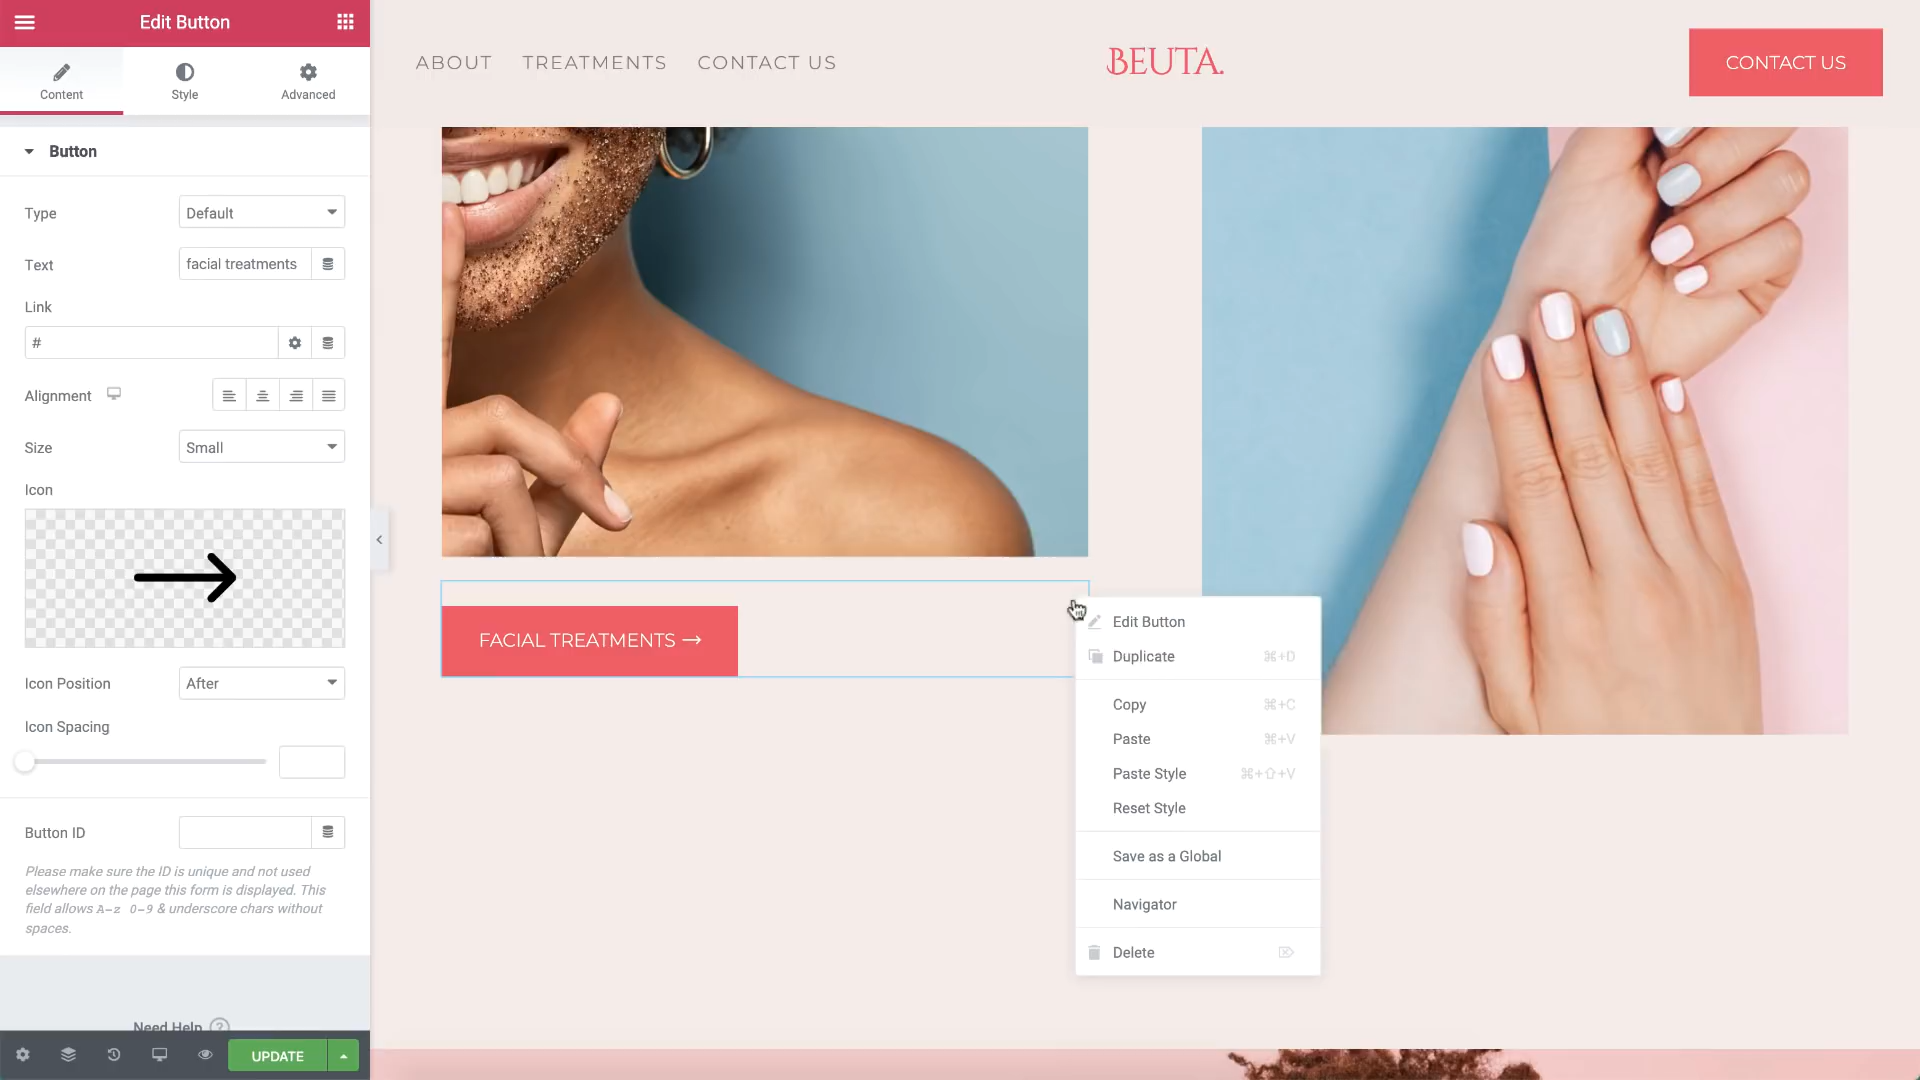 Edit Button
Content
Style
Advanced
Button
Type
Default
Text
facial treatments
Link
#
Alignment
Size
Small
Icon
Icon Position
After
Icon Spacing
Button ID
Please make sure the ID is unique and not used
elsewhere on the page this form is displayed. This
field allows A-z 0-9 & underscore chars without
spaces.
Need Help ?
UPDATE
ABOUT
TREATMENTS
CONTACT US
BEUTA.
CONTACT US
FACIAL TREATMENTS →
Edit Button
Duplicate ⌘+D
Copy ⌘+C
Paste ⌘+V
Paste Style ⌘+⇧+V
Reset Style
Save as a Global
Navigator
Delete ⌦